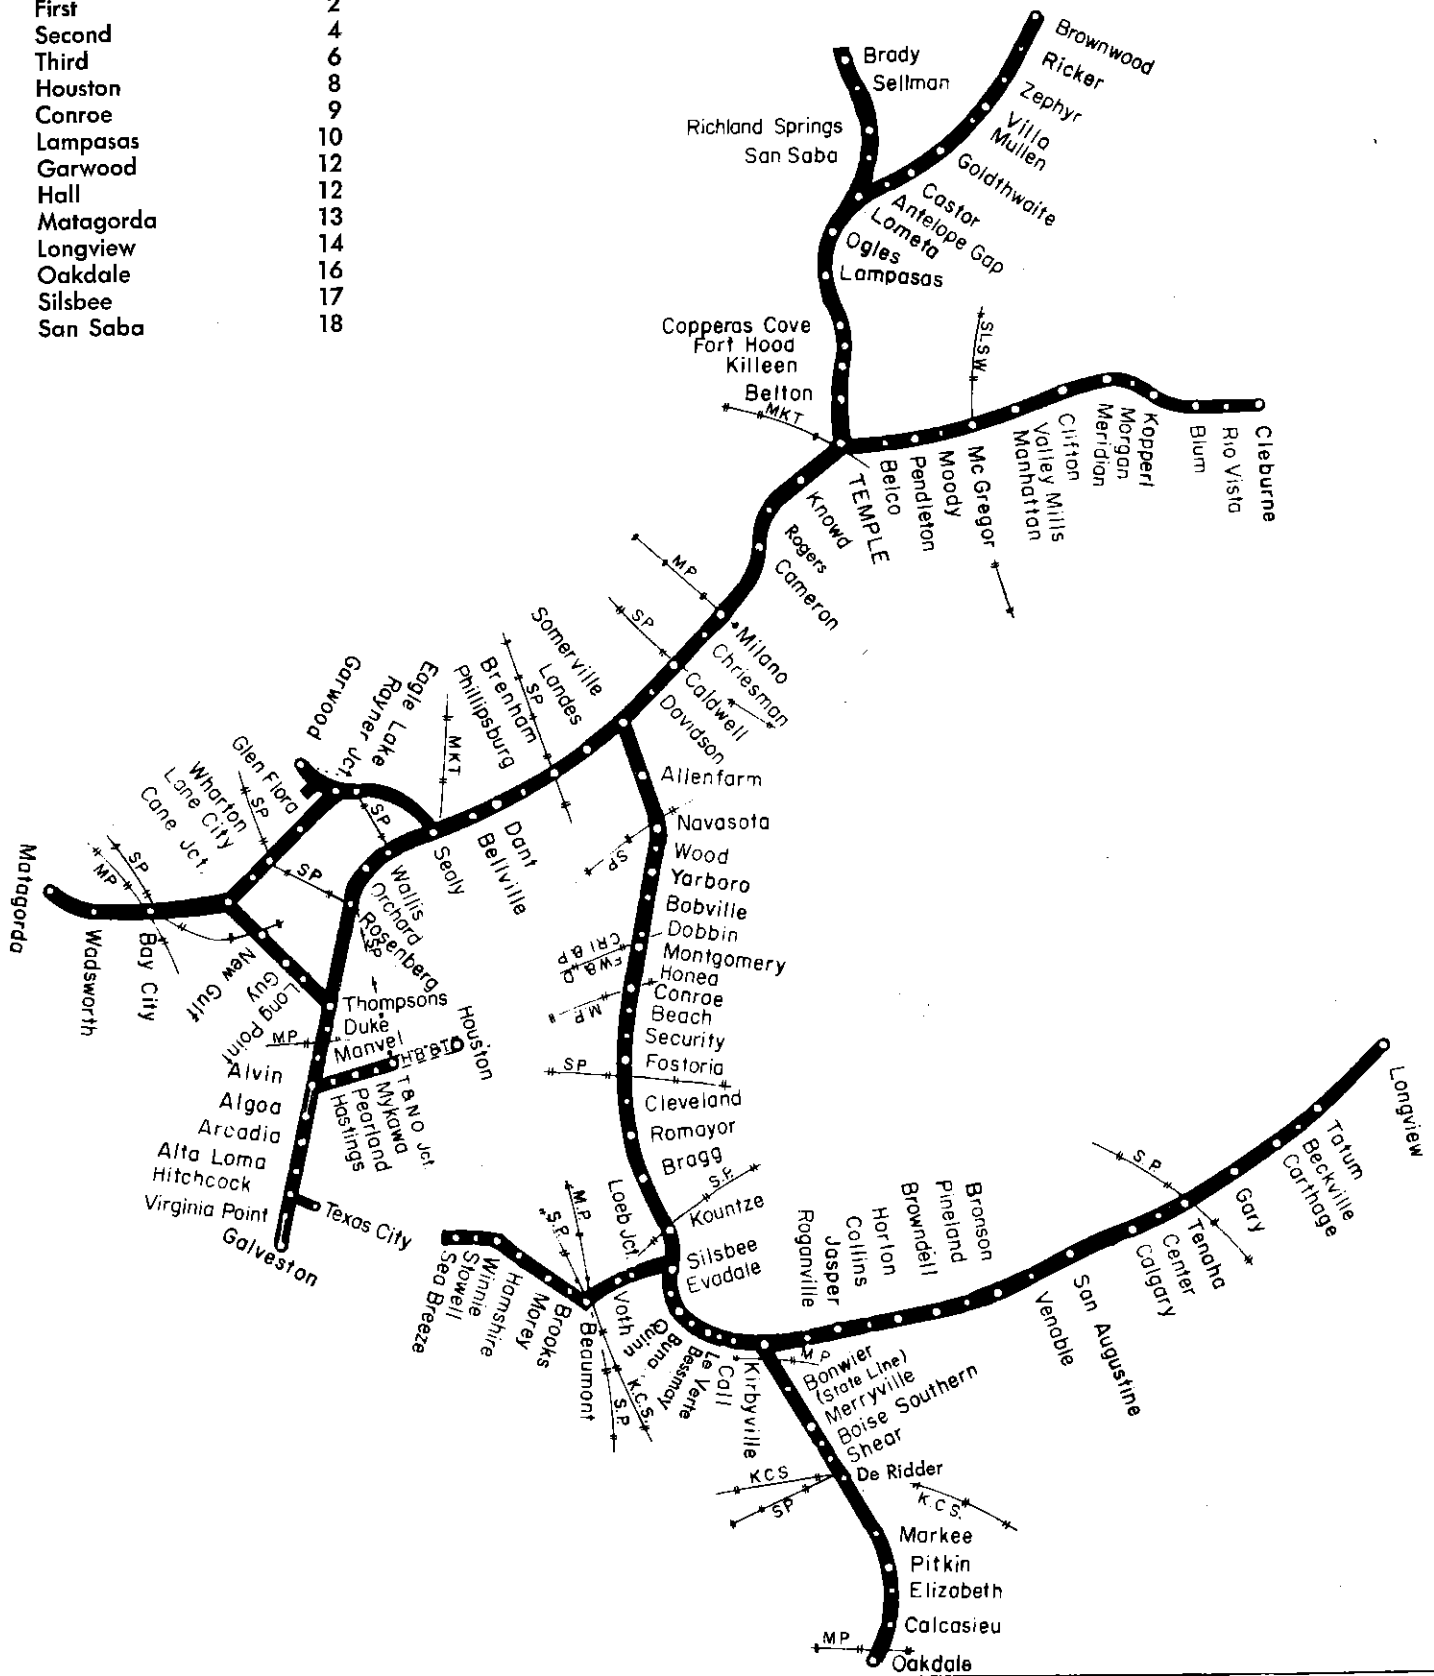 First 2
Second 4
Third 6
Houston 8
Conroe 9
Lampasas 10
Garwood 12
Hall 12
Matagorda 13
Longview 14
Oakdale 16
Silsbee 17
San Saba 18
Brownwood
Ricker
Zephyr
Villa
Mullen
Goldthwaite
Castor
Antelope Gap
Lometa
Ogles
Lampasas
Brady
Sellman
Richland Springs
San Saba
Copperas Cove
Fort Hood
Killeen
Belton
MKT
SLSW
Cleburne
Rio Vista
Blum
Kopperl
Morgan
Meridian
Clifton
Valley Mills
Manhattan
Mc Gregor
Moody
Pendleton
Belco
TEMPLE
Knowd
Rogers
Cameron
MP
SP
Milano
Chriesman
Caldwell
Davidson
Somerville
Landes
SP
Brenham
Phillipsburg
MKT
Eagle Lake
Rayner Jct.
Garwood
Glen Flora
SP
Wharton
Lane City
Cane Jct.
SP
MP
Matagorda
Wadsworth
Bay City
New Gulf
Guy
Long Point
Dant
Bellville
Sealy
SP
Wallis
Orchard
Rosenberg
SP
SP
Thompsons
Duke
Manvel
MP
Alvin
Algoa
Arcadia
Alta Loma
Hitchcock
Virginia Point
Galveston
Texas City
Houston
H.B.&T.
T & N O Jct.
Mykawa
Pearland
Hastings
Allenfarm
Navasota
SP
Wood
Yarboro
Bobville
Dobbin
CRI & P
FW & D
Montgomery
Honea
Conroe
M.P
Beach
Security
Fostoria
SP
Cleveland
Romayor
Bragg
S.P.
Kountze
Silsbee
Evadale
Loeb Jct.
M.P
S.P.
Voth
Beaumont
Brooks
Morey
Hamshire
Winnie
Slowell
Sea Breeze
S.P
K.C.S.
Quinn
Buna
Bessmay
Le Verte
Call
Kirbyville
M.P
Roganville
Jasper
Collins
Horton
Browndell
Pineland
Bronson
Venable
San Augustine
Calgary
Center
Tenaha
S.P.
Gary
Carthage
Beckville
Tatum
Longview
Bonwier
(State Line)
Merryville
Boise Southern
Shear
De Ridder
KCS
SP
K.C.S.
Markee
Pitkin
Elizabeth
Calcasieu
MP
Oakdale